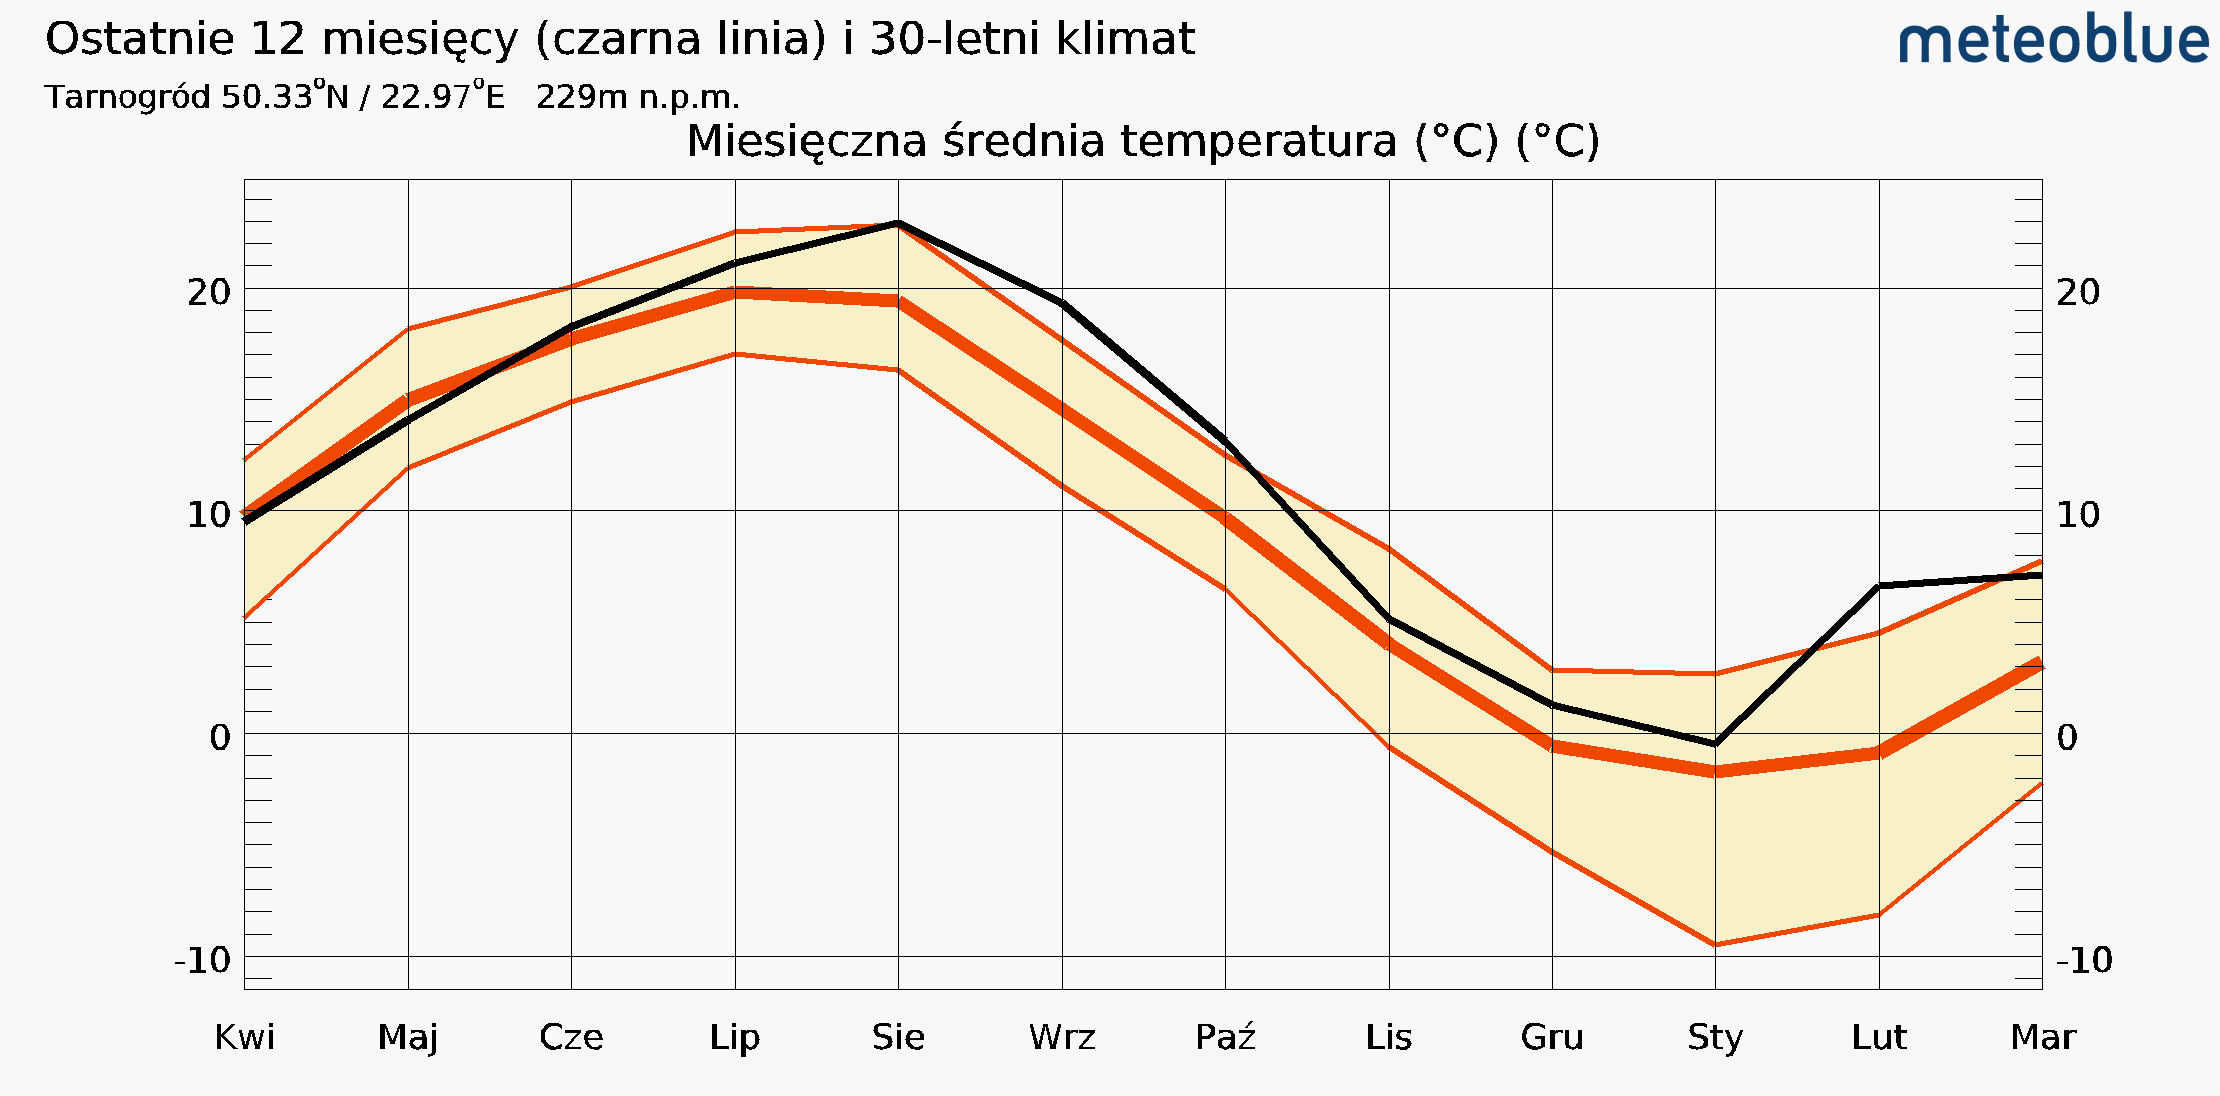 Ostatnie 12 miesięcy (czarna linia) i 30-letni klimat
meteoblue
Tarnogród 50.33°N / 22.97°E 229m n.p.m.
Miesięczna średnia temperatura (°C) (°C)
20 20
10 10
0 0
-10 -10
Kwi Maj Cze Lip Sie Wrz Paź Lis Gru Sty Lut Mar